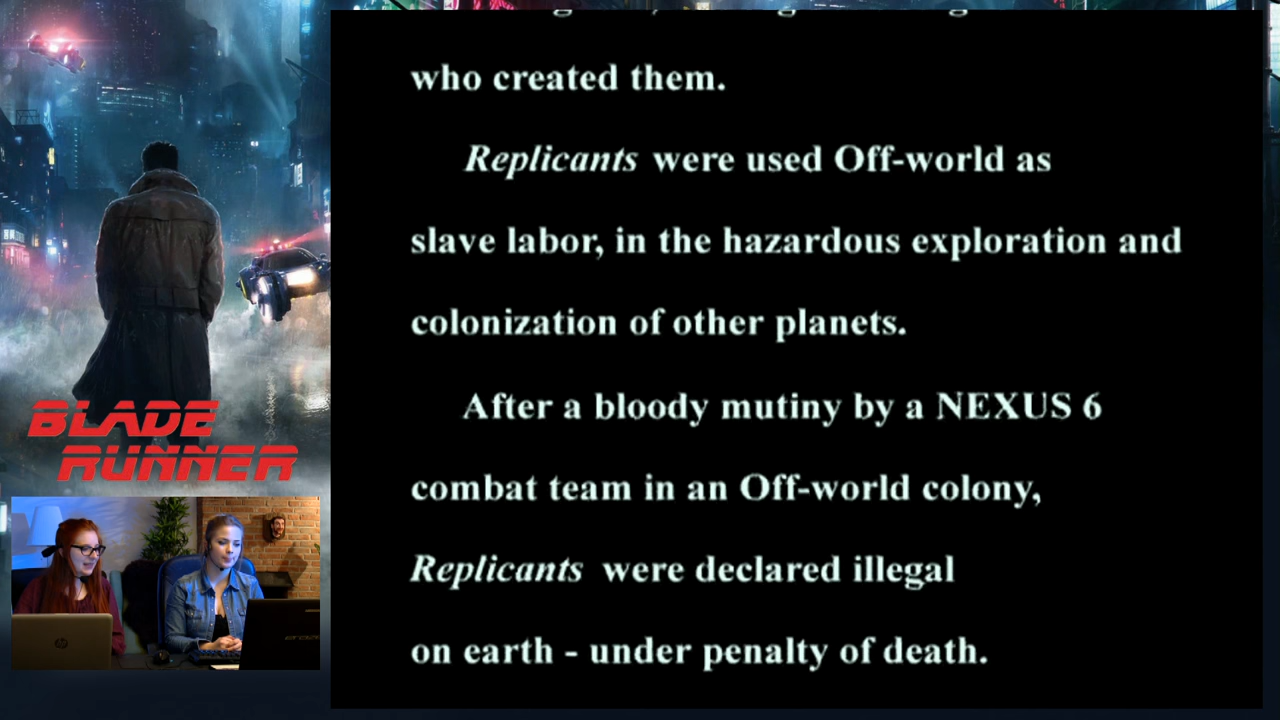 who created them.
Replicants were used Off-world as
slave labor, in the hazardous exploration and
colonization of other planets.
After a bloody mutiny by a NEXUS 6
combat team in an Off-world colony,
Replicants were declared illegal
on earth - under penalty of death.
BLADE
RUNNER
hp